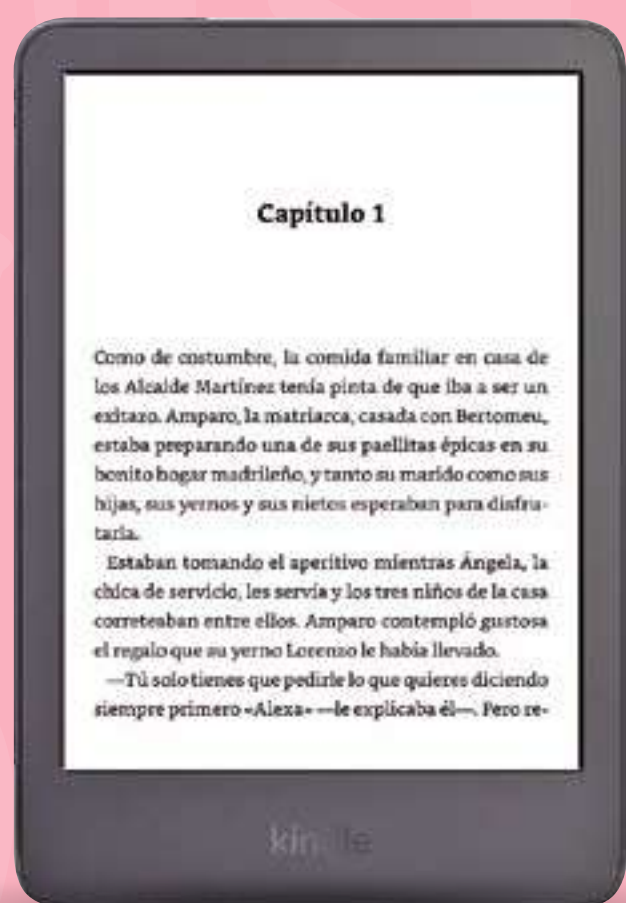 Capítulo 1
Como de costumbre, la comida familiar en casa de
los Alcaide Martínez tenía pinta de que iba a ser un
exitazo. Amparo, la matriarca, casada con Bertomeu,
estaba preparando una de sus paellitas épicas en su
bonito hogar madrileño, y tanto su marido como sus
hijas, sus yernos y sus nietos esperaban para disfru-
tarla.
Estaban tomando el aperitivo mientras Ángela, la
chica de servicio, les servía y los tres niños de la casa
correteaban entre ellos. Amparo contempló gustosa
el regalo que su yerno Lorenzo le había llevado.
—Tú solo tienes que pedirle lo que quieres diciendo
siempre primero «Alexa» —le explicaba él—. Pero re-
kindle